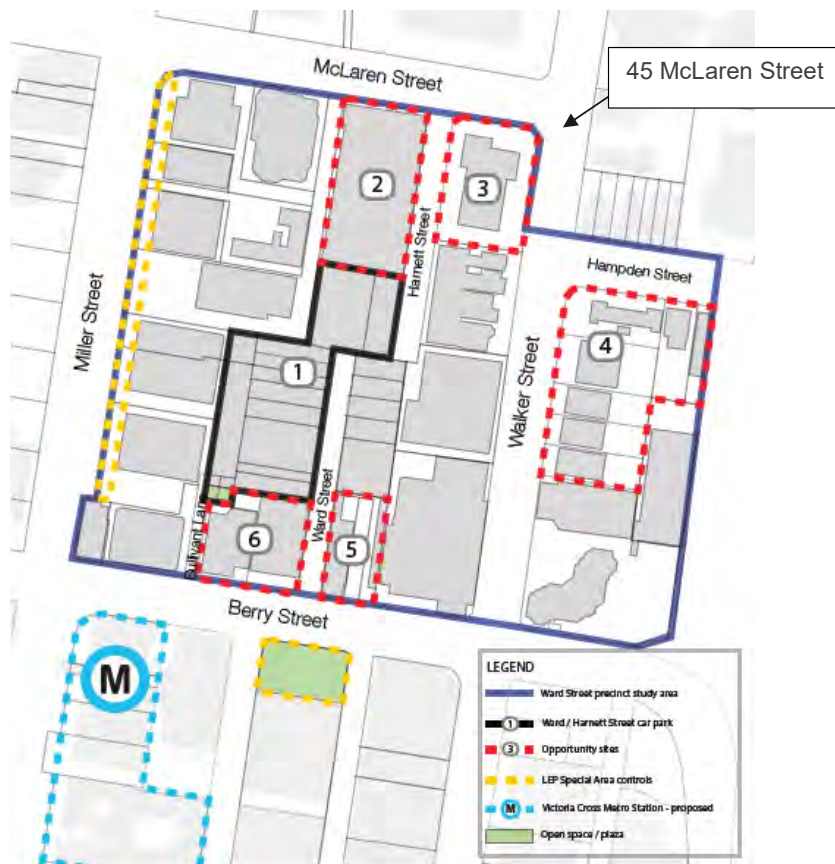 McLaren Street
45 McLaren Street
2
3
Harnett Street
Hampden Street
Miller Street
4
1
Walker Street
Ward Street
6
5
Berry Street
M
LEGEND
Ward Street precinct study area
1
Ward / Harnett Street car park
3
Opportunity sites
LEP Special Area controls
M
Victoria Cross Metro Station - proposed
Open space / plaza